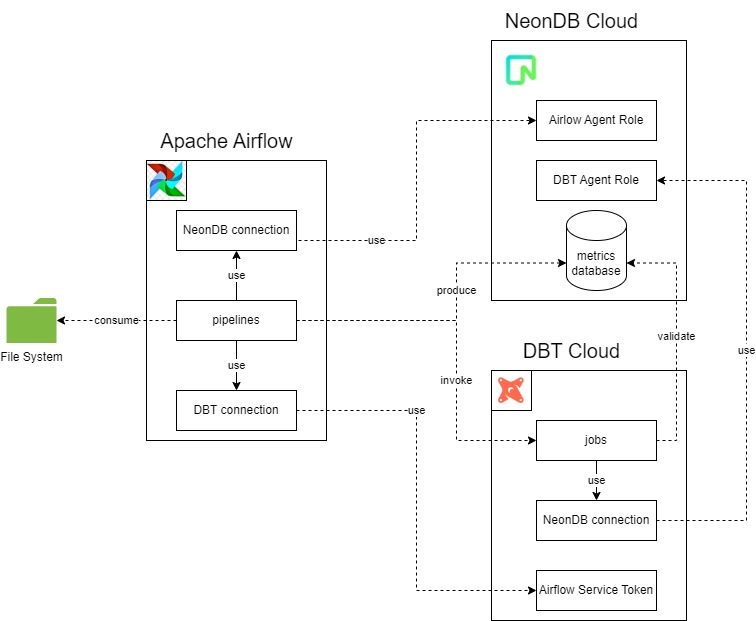 NeonDB Cloud
Airlow Agent Role
DBT Agent Role
metrics
database
Apache Airflow
NeonDB connection
use
use
pipelines
produce
consume
File System
use
DBT connection
use
invoke
validate
use
DBT Cloud
jobs
use
NeonDB connection
Airflow Service Token